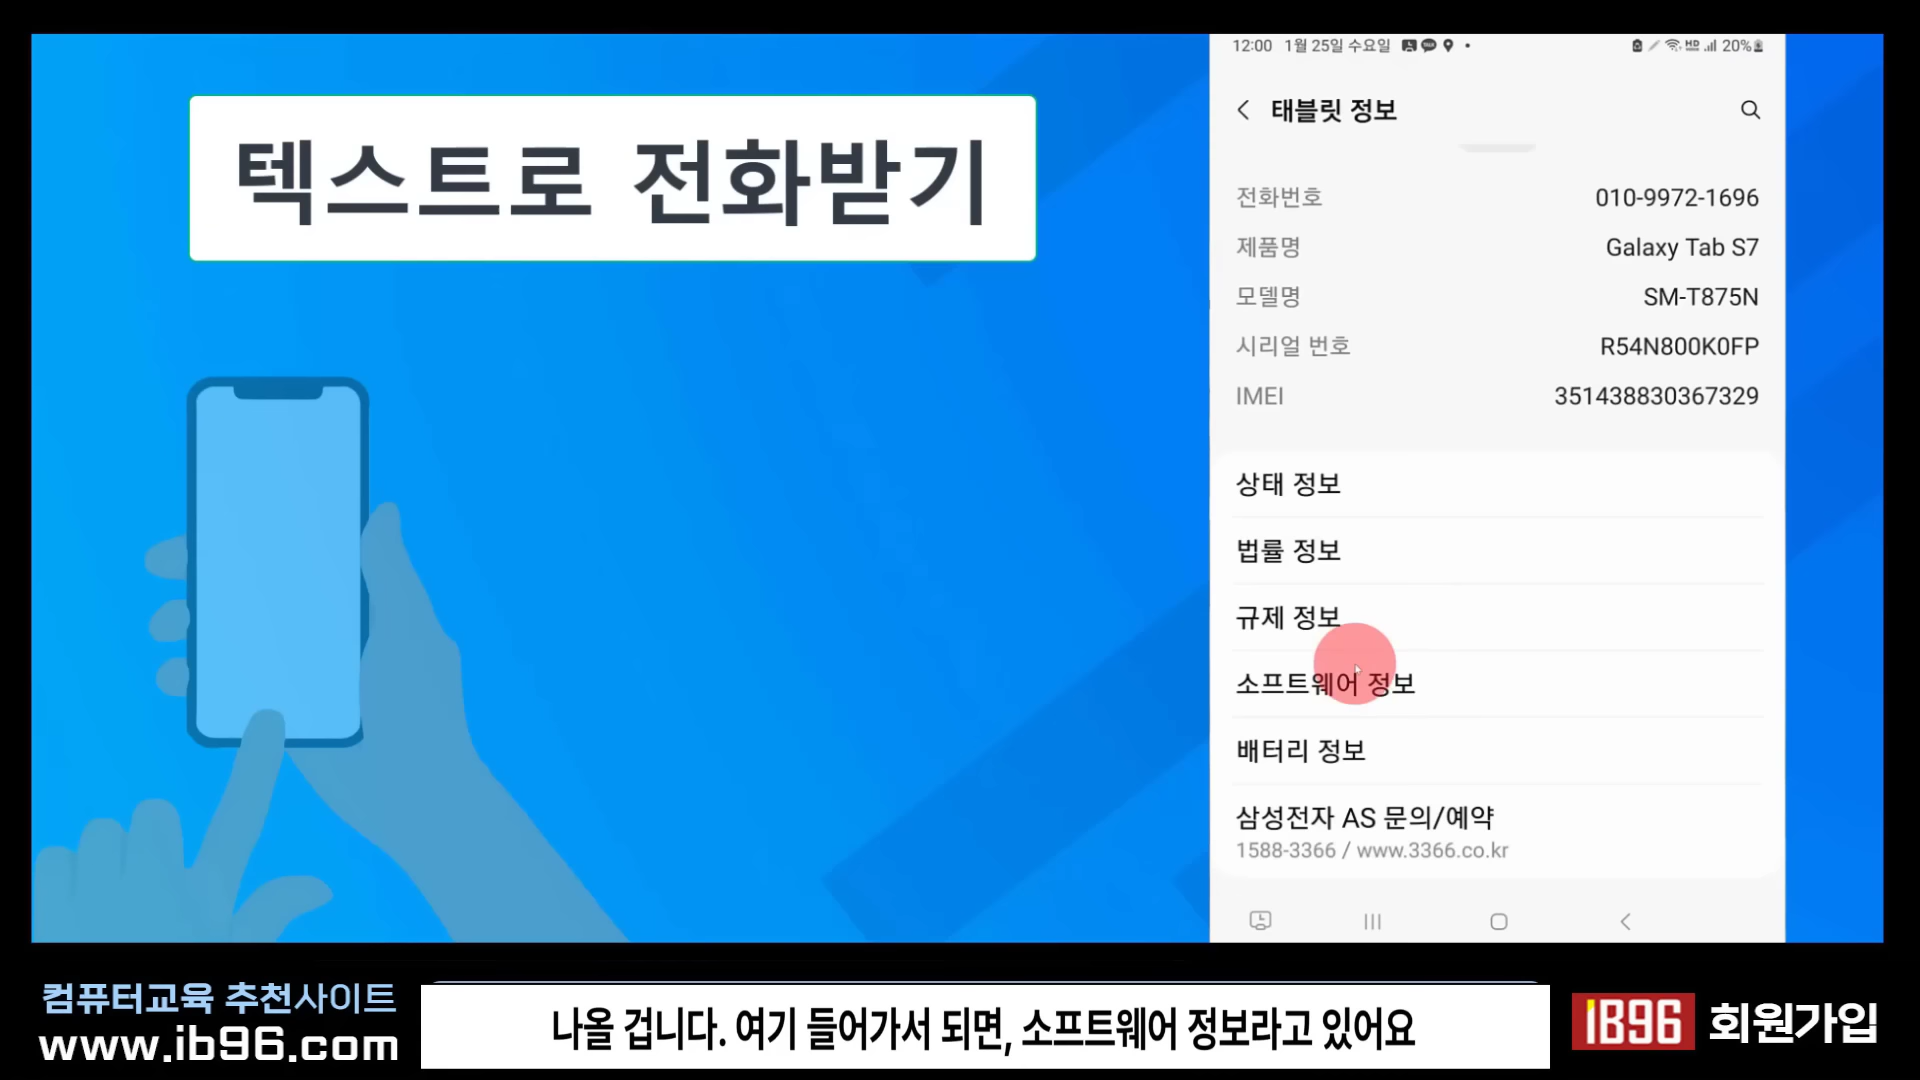 텍스트로 전화받기
12:00 1월 25일 수요일
20%
태블릿 정보
전화번호 010-9972-1696
제품명 Galaxy Tab S7
모델명 SM-T875N
시리얼 번호 R54N800K0FP
IMEI 351438830367329
상태 정보
법률 정보
규제 정보
소프트웨어 정보
배터리 정보
삼성전자 AS 문의/예약
1588-3366 / www.3366.co.kr
컴퓨터교육 추천사이트
www.ib96.com
나올 겁니다. 여기 들어가서 되면, 소프트웨어 정보라고 있어요
iB96 회원가입